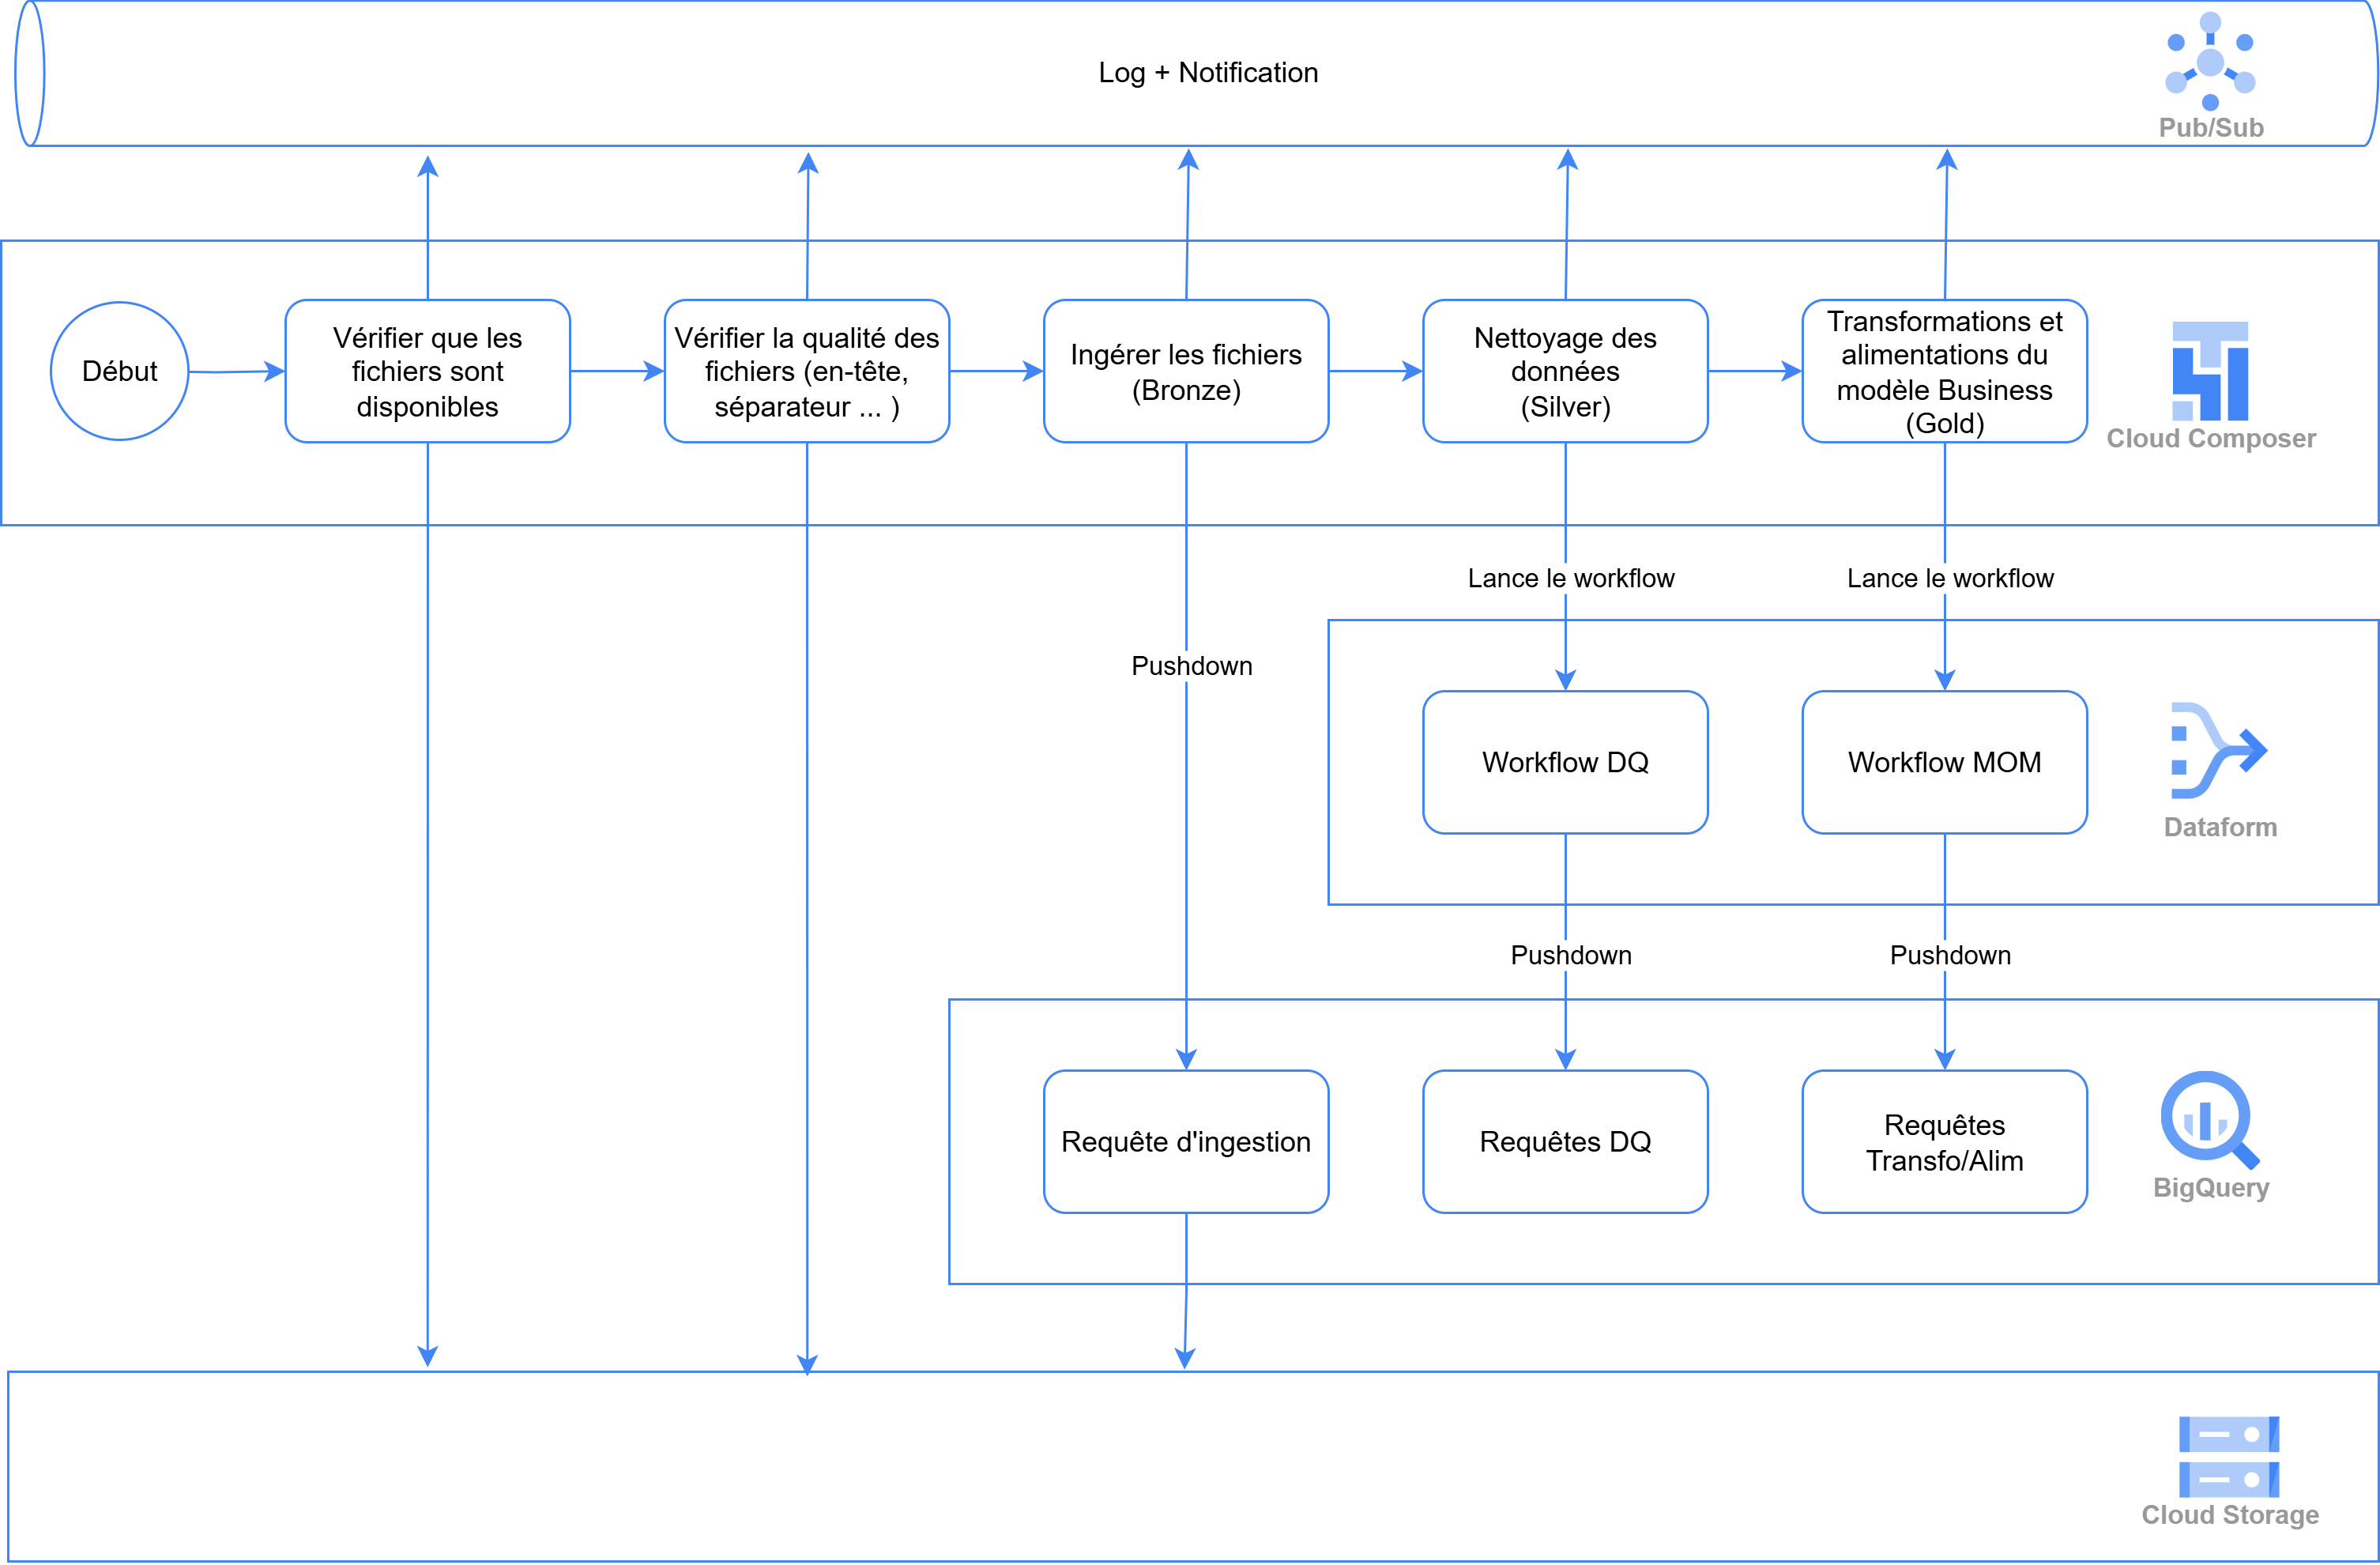 Log + Notification
Pub/Sub
Début
Vérifier que les
fichiers sont
disponibles
Vérifier la qualité des
fichiers (en-tête,
séparateur ... )
Ingérer les fichiers
(Bronze)
Nettoyage des
données
(Silver)
Transformations et
alimentations du
modèle Business
(Gold)
Cloud Composer
Lance le workflow
Lance le workflow
Pushdown
Workflow DQ
Workflow MOM
Dataform
Pushdown
Pushdown
Requête d'ingestion
Requêtes DQ
Requêtes
Transfo/Alim
BigQuery
Cloud Storage